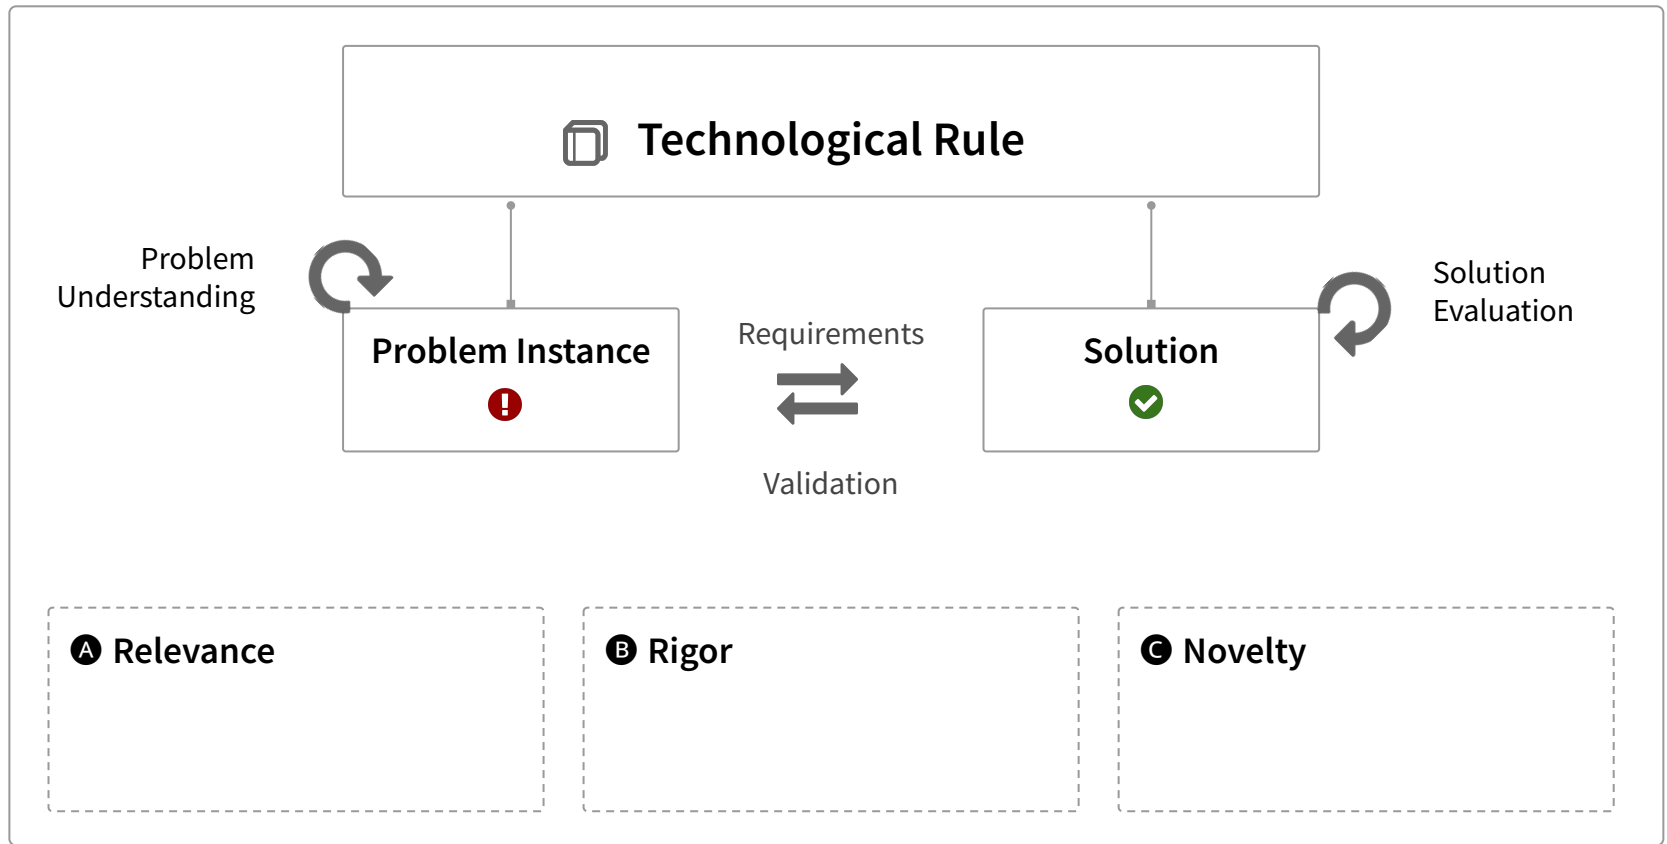 Technological Rule
Problem
Understanding
Solution
Evaluation
Problem Instance
Requirements
Solution
Validation
A Relevance
B Rigor
C Novelty